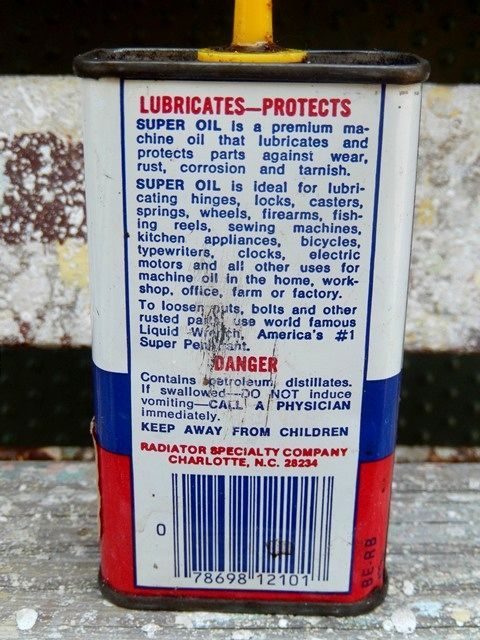 LUBRICATES—PROTECTS
SUPER OIL is a premium ma-
chine oil that lubricates and
protects parts against wear,
rust, corrosion and tarnish.
SUPER OIL is ideal for lubri-
cating hinges, locks, casters,
springs, wheels, firearms, fish-
ing reels, sewing machines,
kitchen appliances, bicycles,
typewriters, clocks, electric
motors and all other uses for
machine oil in the home, work-
shop, office, farm or factory.
To loosen nuts, bolts and other
rusted parts use world famous
Liquid Wrench, America's #1
Super Penetrant.
DANGER
Contains petroleum distillates.
If swallowed—DO NOT induce
vomiting—CALL A PHYSICIAN
immediately.
KEEP AWAY FROM CHILDREN
RADIATOR SPECIALTY COMPANY
CHARLOTTE, N.C. 28234
0
78698 12101
BE-RB